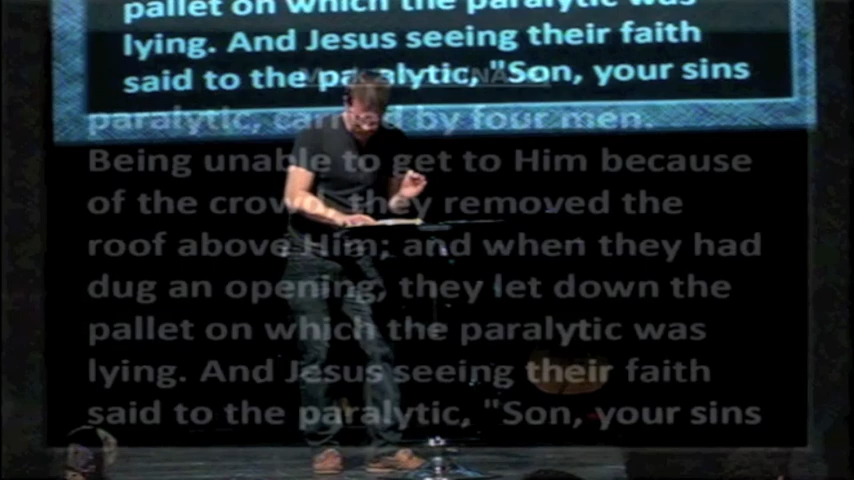 pallet on which the paralytic was
lying. And Jesus seeing their faith
said to the paralytic, "Son, your sins
paralytic, carried by four men.
Being unable to get to Him because
of the crowd, they removed the
roof above Him; and when they had
dug an opening, they let down the
pallet on which the paralytic was
lying. And Jesus seeing their faith
said to the paralytic, "Son, your sins